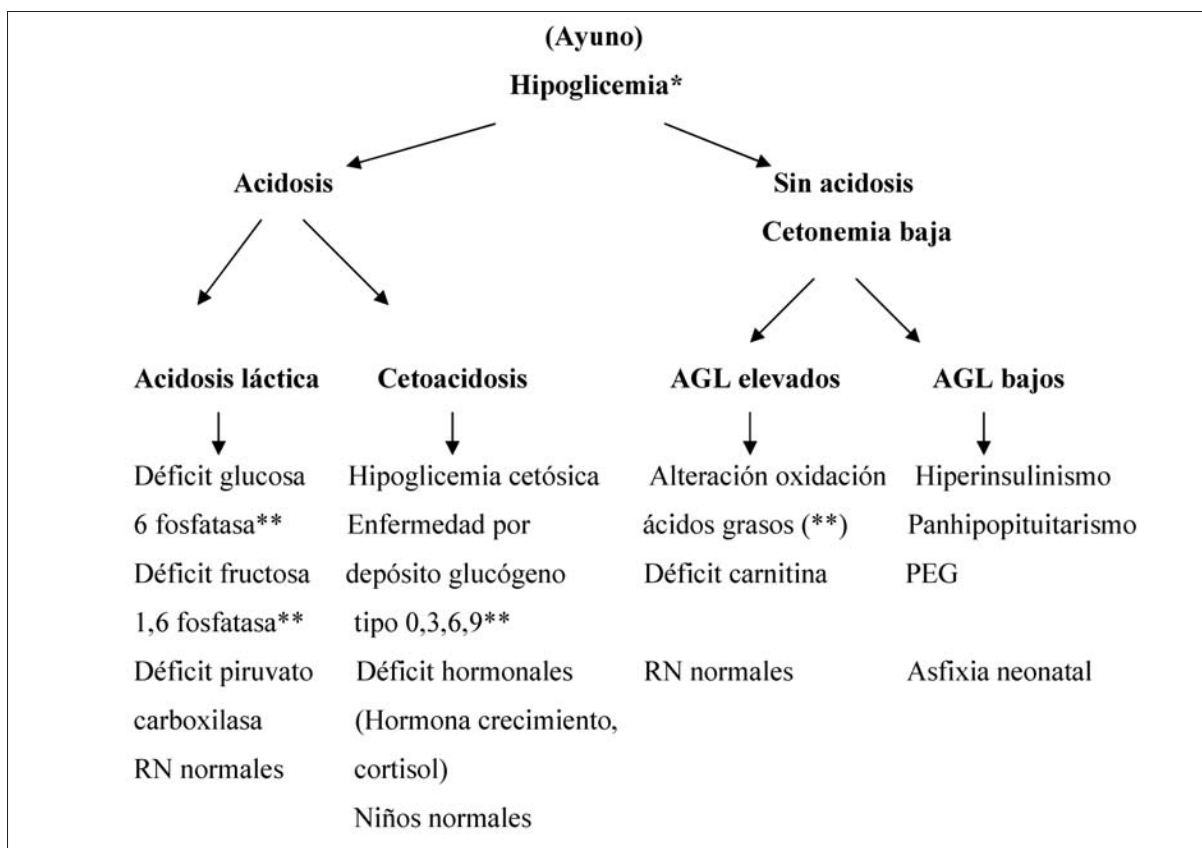 (Ayuno)
Hipoglicemia*
Acidosis
Sin acidosis
Cetonemia baja
Acidosis láctica
Déficit glucosa
6 fosfatasa**
Déficit fructosa
1,6 fosfatasa**
Déficit piruvato
carboxilasa
RN normales
Cetoacidosis
Hipoglicemia cetósica
Enfermedad por
depósito glucógeno
tipo 0,3,6,9**
Déficit hormonales
(Hormona crecimiento,
cortisol)
Niños normales
AGL elevados
Alteración oxidación
ácidos grasos (**)
Déficit carnitina
RN normales
AGL bajos
Hiperinsulinismo
Panhipopituitarismo
PEG
Asfixia neonatal